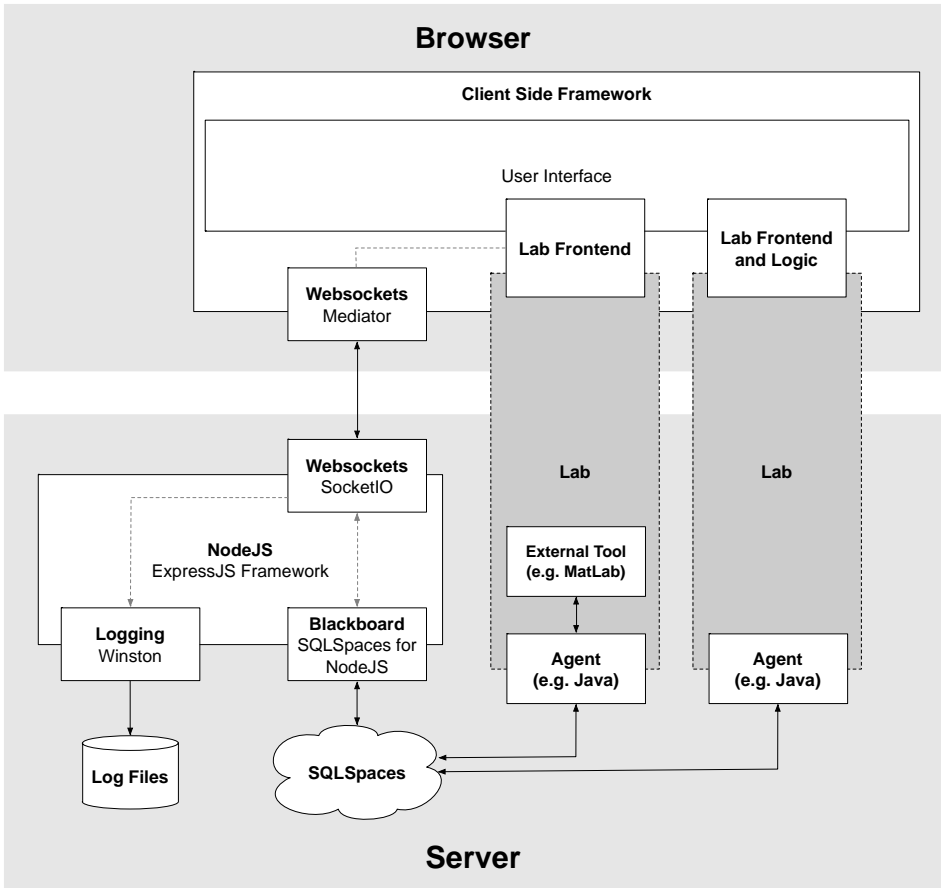 Browser
Client Side Framework
User Interface
Lab Frontend
Lab Frontend
and Logic
Websockets
Mediator
Websockets
SocketIO
Lab
Lab
NodeJS
ExpressJS Framework
External Tool
(e.g. MatLab)
Logging
Winston
Blackboard
SQLSpaces for
NodeJS
Agent
(e.g. Java)
Agent
(e.g. Java)
Log Files
SQLSpaces
Server